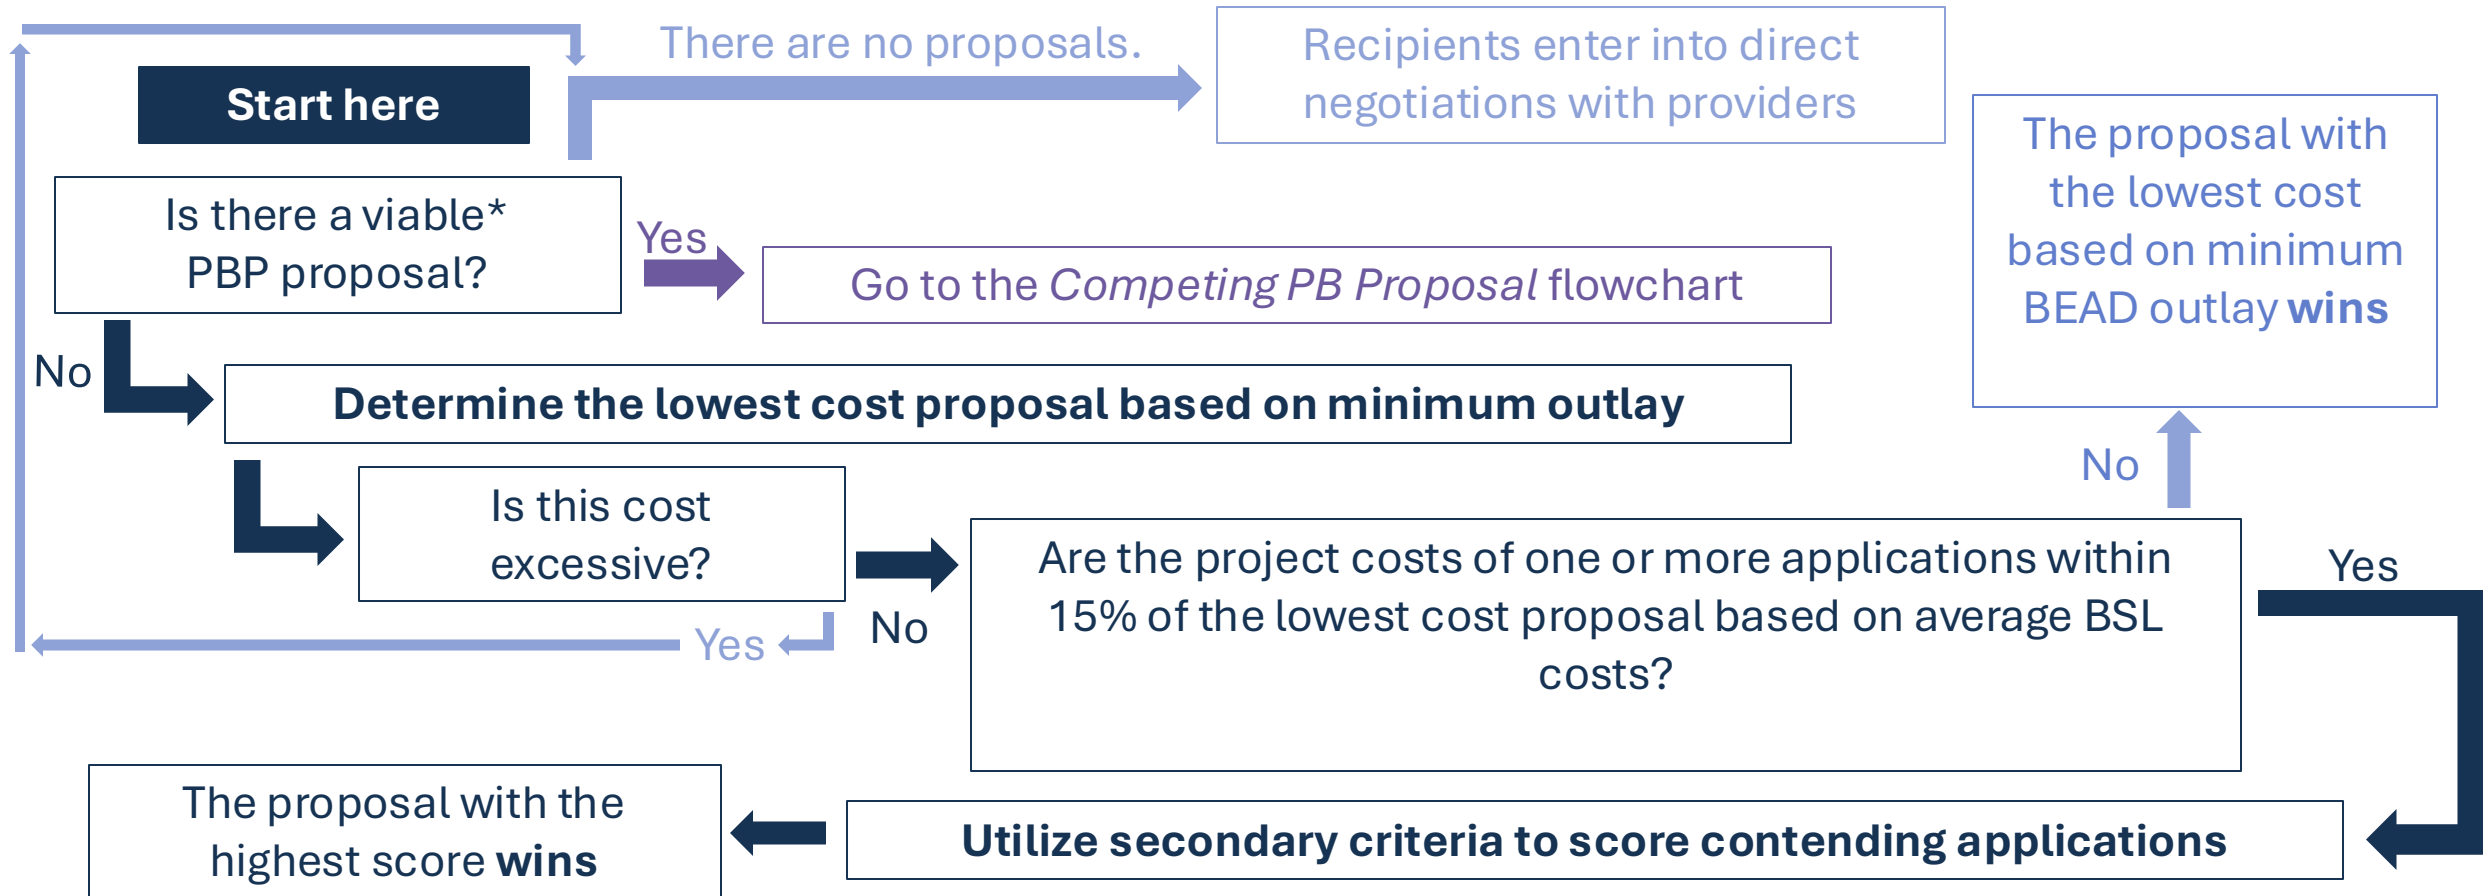 There are no proposals.
Recipients enter into direct
negotiations with providers
Start here
Is there a viable*
PBP proposal?
Yes
Go to the Competing PB Proposal flowchart
The proposal with
the lowest cost
based on minimum
BEAD outlay wins
No
Determine the lowest cost proposal based on minimum outlay
No
Is this cost
excessive?
Yes
No
Are the project costs of one or more applications within
15% of the lowest cost proposal based on average BSL
costs?
Yes
Utilize secondary criteria to score contending applications
The proposal with the
highest score wins